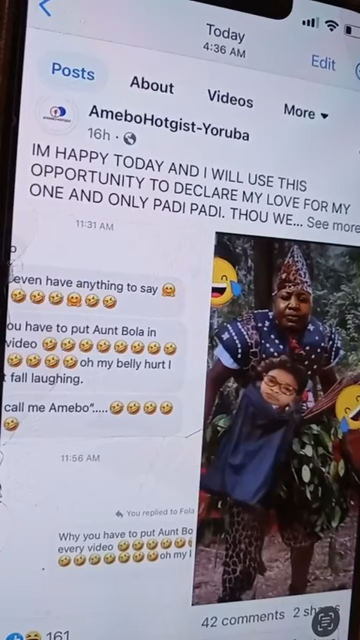 Today
4:36 AM
Edit
Posts
About
Videos
More
AmeboHotgist-Yoruba
16h
IM HAPPY TODAY AND I WILL USE THIS
OPPORTUNITY TO DECLARE MY LOVE FOR MY
ONE AND ONLY PADI PADI. THOU WE... See more
11:31 AM
even have anything to say 🤗
🤣🤣🤣🤗🤣🤣
ou have to put Aunt Bola in
video 🤣🤣🤣🤣🤣🤣🤣🤣
🤣🤣🤣🤣oh my belly hurt I
t fall laughing.
call me Amebo"..... 🤣🤣🤣🤣
🤣
11:56 AM
You replied to Fola
Why you have to put Aunt Bo
every video 🤣🤣🤣🤣🤣🤣
🤣🤣🤣🤣🤣🤣🤣🤣oh my
161
42 comments